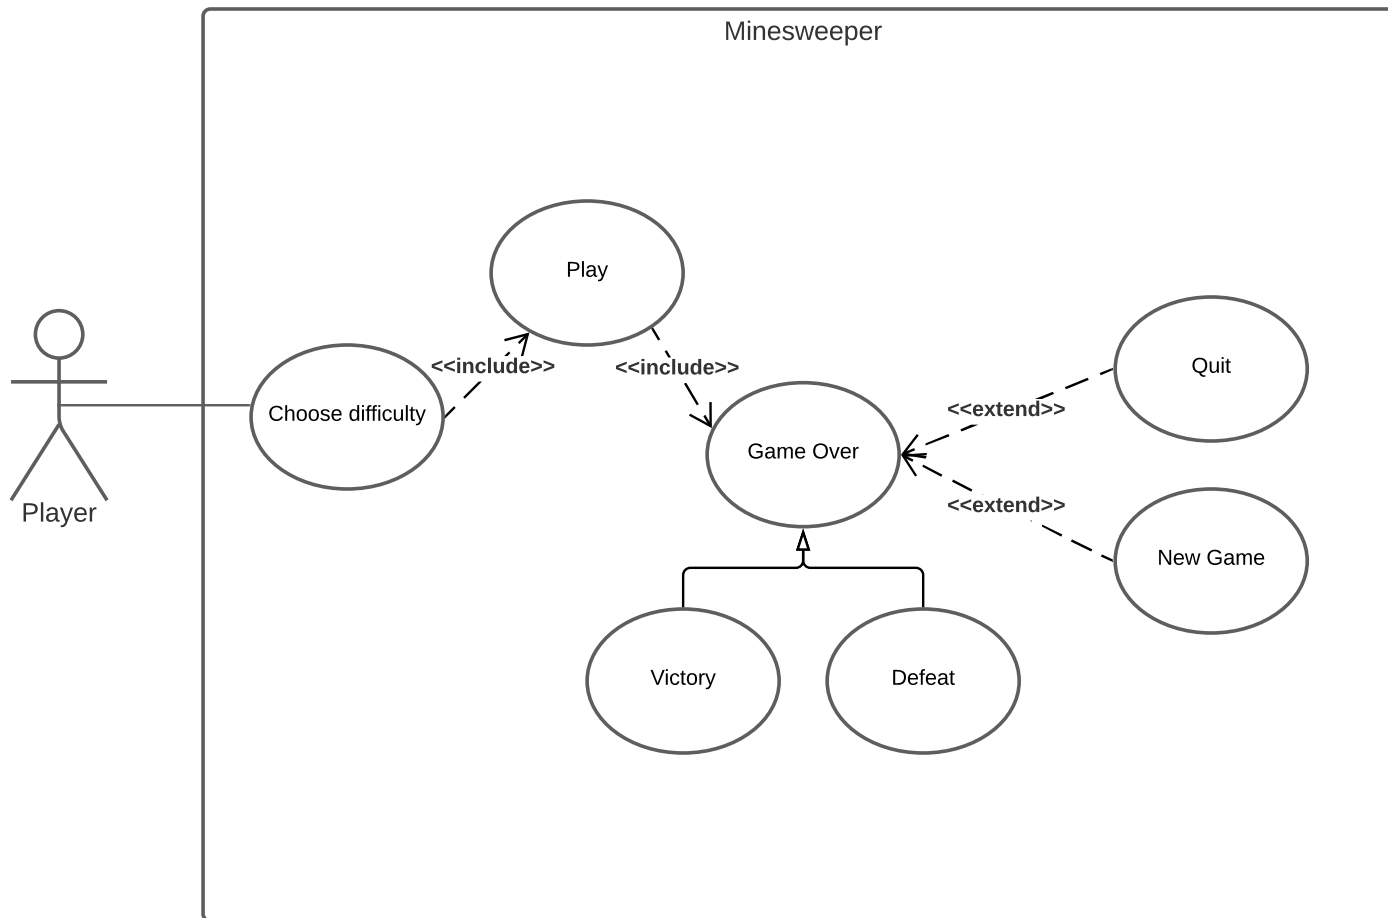 Minesweeper
Play
<<include>>
<<include>>
Choose difficulty
Player
Game Over
Quit
<<extend>>
<<extend>>
New Game
Victory
Defeat